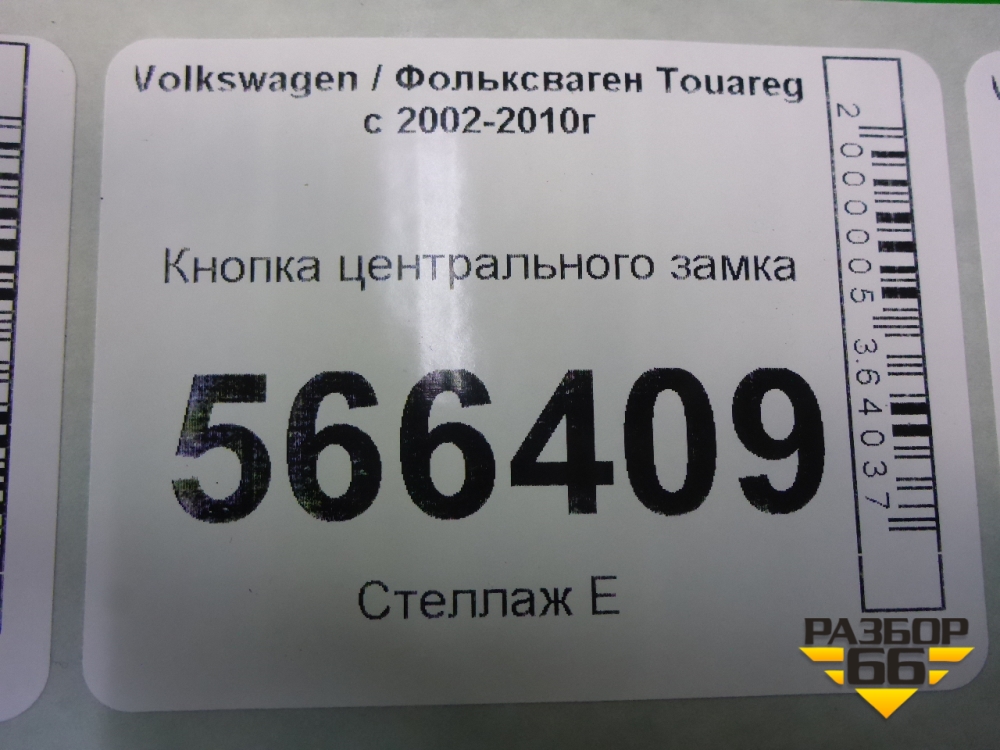 Volkswagen / Фольксваген Touareg
с 2002-2010г
Кнопка центрального замка
566409
Стеллаж Е
2000005364037
РАЗБОР
66